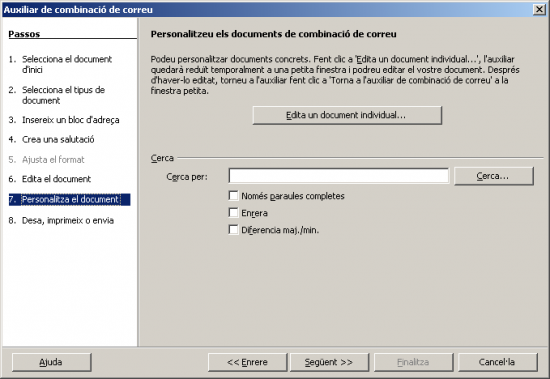 Auxiliar de combinació de correu
Passos
1. Selecciona el document
d'inici
2. Selecciona el tipus de
document
3. Insereix un bloc d'adreça
4. Crea una salutació
5. Ajusta el format
6. Edita el document
7. Personalitza el document
8. Desa, imprimeix o envia
Personalitzeu els documents de combinació de correu
Podeu personalitzar documents concrets. Fent clic a 'Edita un document individual...', l'auxiliar
quedarà reduït temporalment a una petita finestra i podreu editar el vostre document. Després
d'haver-lo editat, torneu a l'auxiliar fent clic a 'Torna a l'auxiliar de combinació de correu' a la
finestra petita.
Edita un document individual...
Cerca
Cerca per:
Cerca...
Només paraules completes
Enrera
Diferencia maj./min.
Ajuda
<< Enrere
Següent >>
Finalitza
Cancel·la